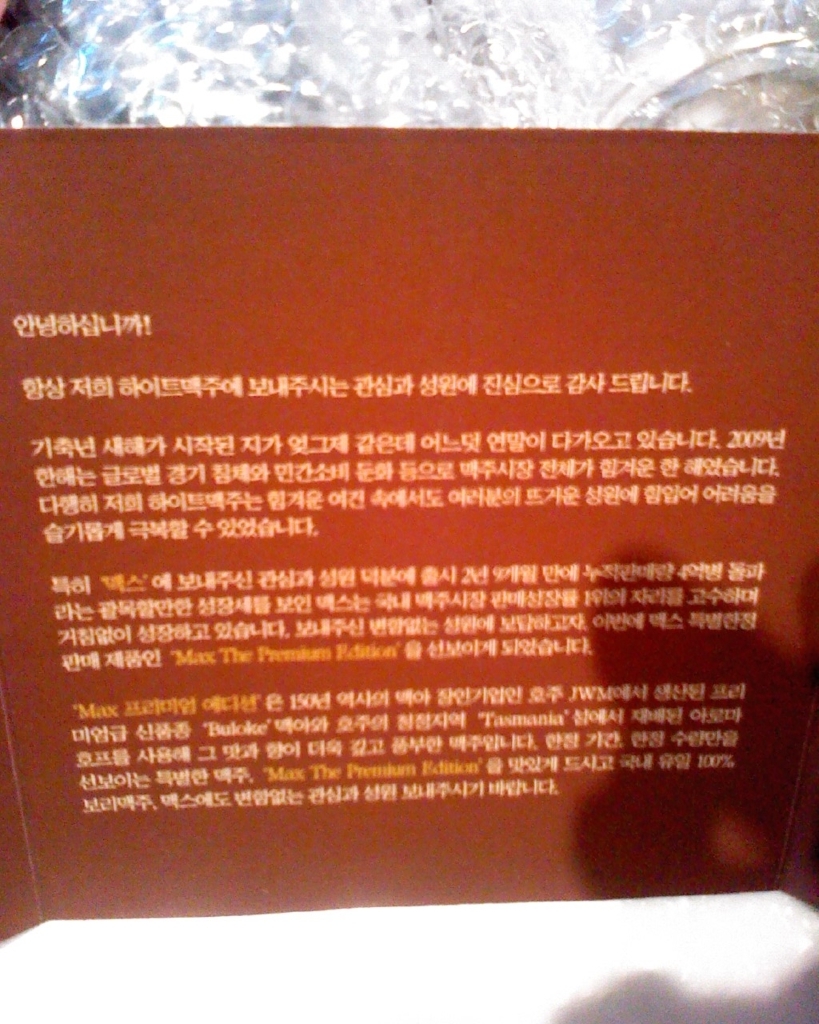 안녕하십니까!
항상 저희 하이트맥주에 보내주시는 관심과 성원에 진심으로 감사 드립니다.
기축년 새해가 시작된 지가 엊그제 같은데 어느덧 연말이 다가오고 있습니다. 2009년
한해는 글로벌 경기 침체와 민간소비 둔화 등으로 맥주시장 전체가 힘겨운 한 해였습니다.
다행히 저희 하이트맥주는 힘겨운 여건 속에서도 여러분의 뜨거운 성원에 힘입어 어려움을
슬기롭게 극복할 수 있었습니다.
특히 '맥스'에 보내주신 관심과 성원 덕분에 출시 2년 9개월 만에 누적판매량 4억병 돌파
라는 괄목할만한 성장세를 보인 맥스는 국내 맥주시장 판매성장률 1위의 자리를 고수하며
거침없이 성장하고 있습니다. 보내주신 변함없는 성원에 보답하고자, 이번에 맥스 특별한정
판매 제품인 'Max The Premium Edition'을 선보이게 되었습니다.
'Max 프리미엄 에디션'은 150년 역사의 맥아 장인기업인 호주 JWM에서 생산된 프리
미엄급 신품종 'Buloke' 맥아와 호주의 청정지역 'Tasmania' 섬에서 재배된 아로마
호프를 사용해 그 맛과 향이 더욱 깊고 풍부한 맥주입니다. 한정 기간, 한정 수량만을
선보이는 특별한 맥주, 'Max The Premium Edition'을 맛있게 드시고 국내 유일 100%
보리맥주, 맥스에도 변함없는 관심과 성원 보내주시기 바랍니다.